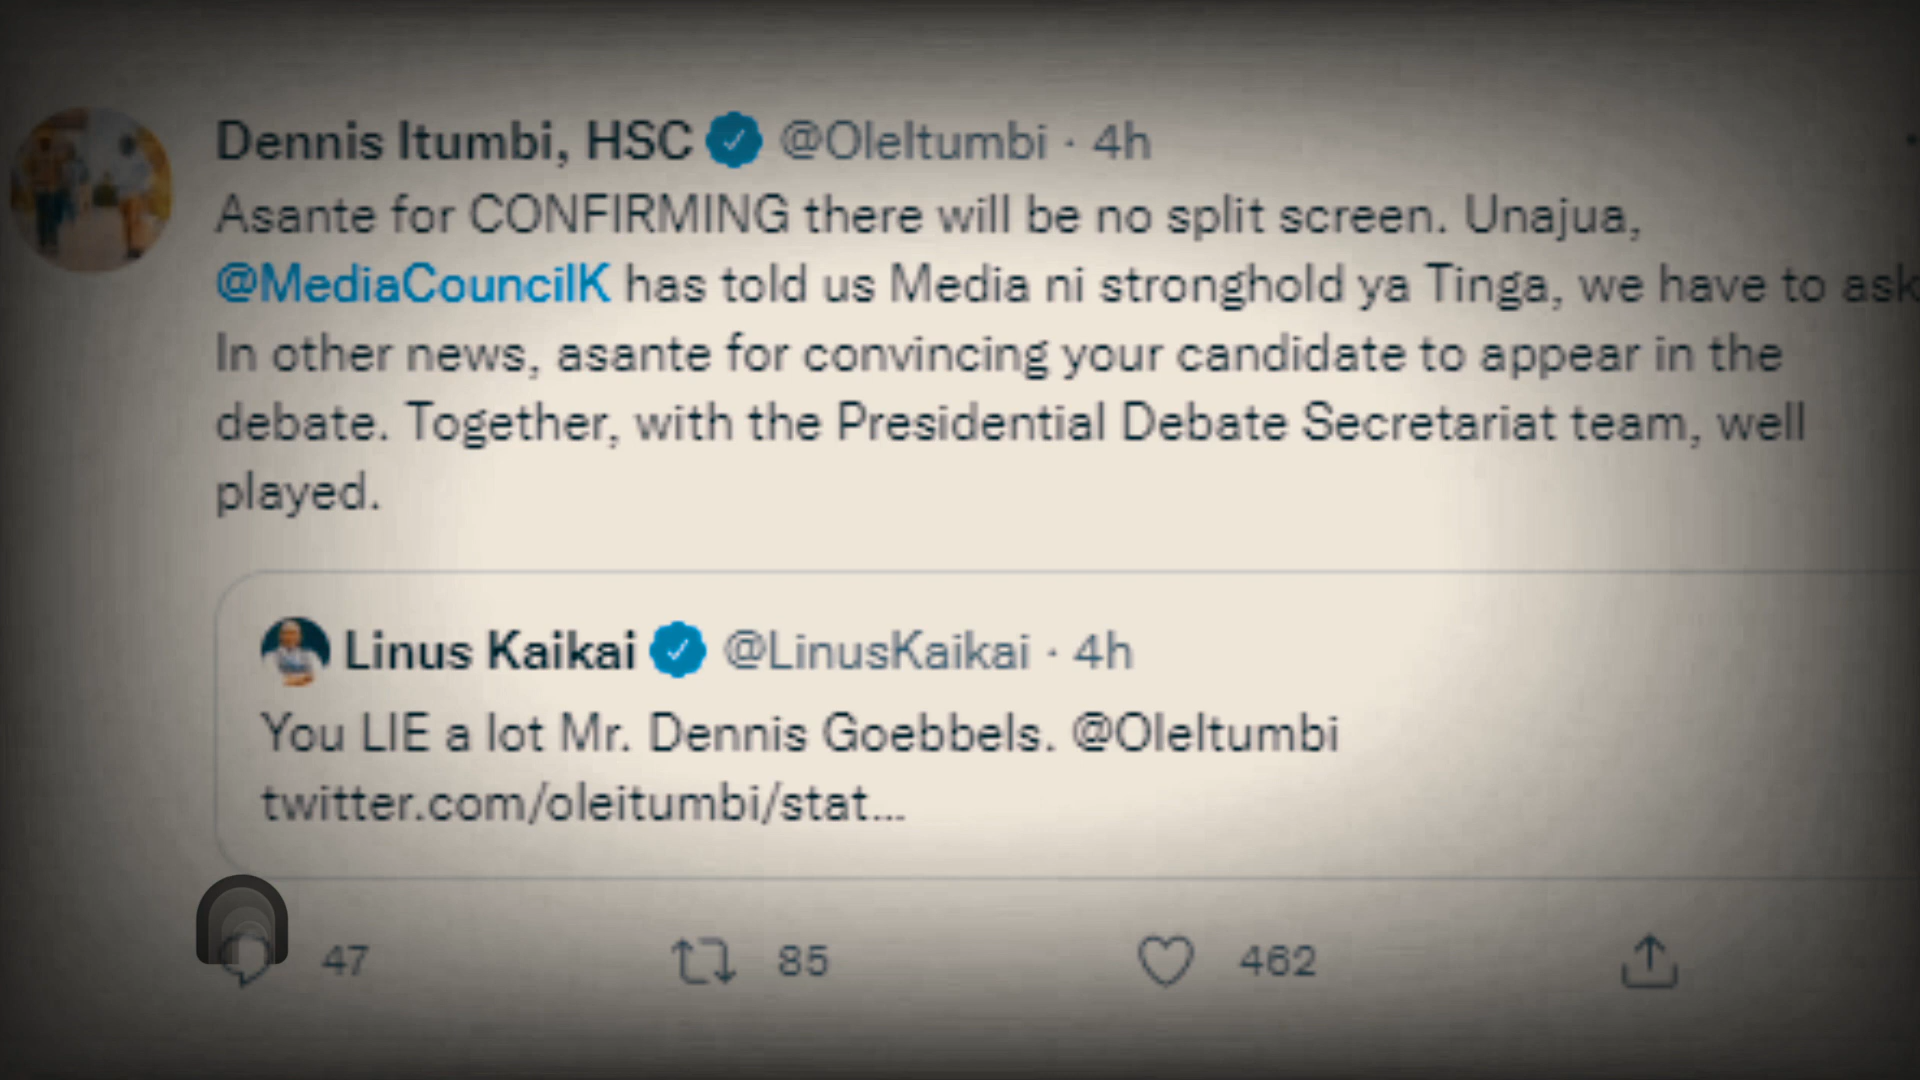 Dennis Itumbi, HSC @OleItumbi · 4h
Asante for CONFIRMING there will be no split screen. Unajua,
@MediaCouncilK has told us Media ni stronghold ya Tinga, we have to ask
In other news, asante for convincing your candidate to appear in the
debate. Together, with the Presidential Debate Secretariat team, well
played.
Linus Kaikai @LinusKaikai · 4h
You LIE a lot Mr. Dennis Goebbels. @OleItumbi
twitter.com/oleitumbi/stat...
47 85 462